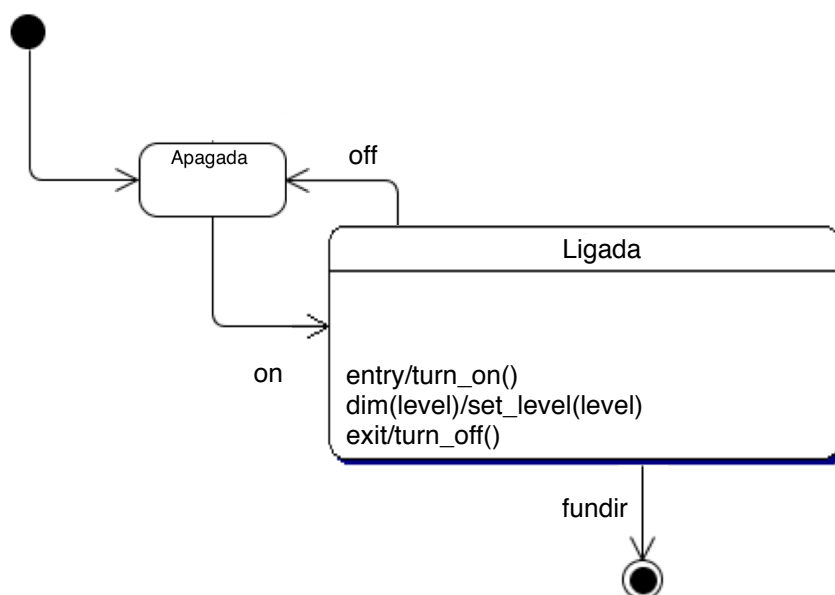 Apagada
off
Ligada
on
entry/turn_on()
dim(level)/set_level(level)
exit/turn_off()
fundir